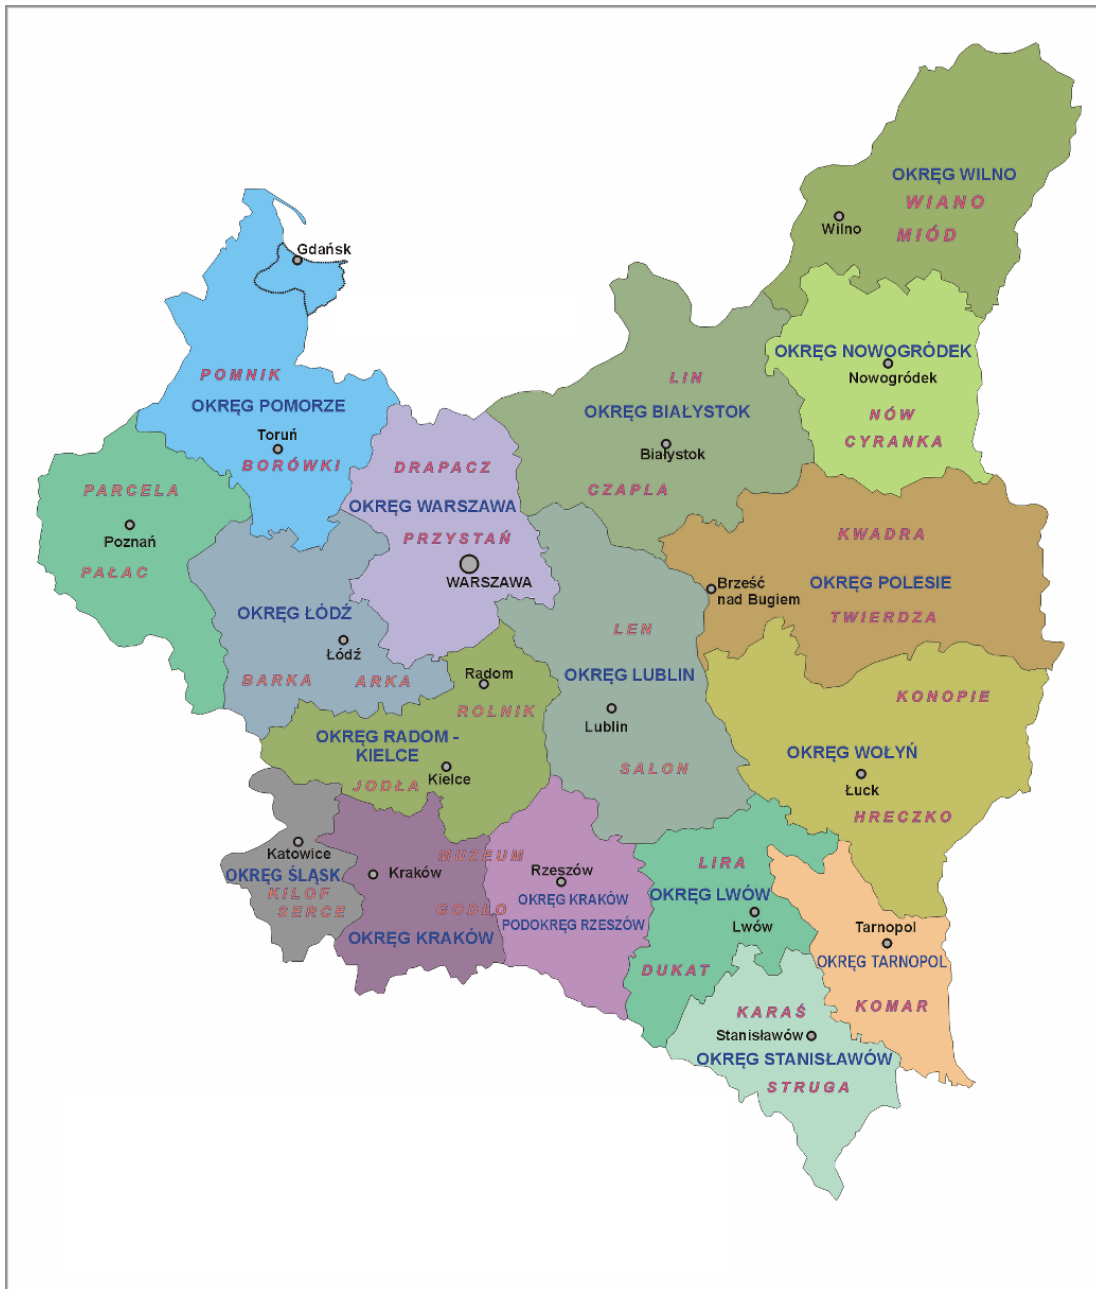 OKRĘG WILNO
WIANO
Wilno
MIÓD
Gdańsk
OKRĘG NOWOGRÓDEK
Nowogródek
NÓW
CYRANKA
POMNIK
OKRĘG POMORZE
Toruń
BORÓWKI
LIN
OKRĘG BIAŁYSTOK
Białystok
CZAPLA
PARCELA
Poznań
PAŁAC
DRAPACZ
OKRĘG WARSZAWA
PRZYSTAŃ
WARSZAWA
KWADRA
OKRĘG POLESIE
Brześć
nad Bugiem
TWIERDZA
OKRĘG ŁÓDŹ
Łódź
BARKA
ARKA
LEN
OKRĘG LUBLIN
Lublin
SALON
Radom
ROLNIK
OKRĘG RADOM -
KIELCE
Kielce
JODŁA
KONOPIE
OKRĘG WOŁYŃ
Łuck
HRECZKO
Katowice
OKRĘG ŚLĄSK
KILOF
SERCE
MUZEUM
Kraków
GODŁO
OKRĘG KRAKÓW
Rzeszów
OKRĘG KRAKÓW
PODOKRĘG RZESZÓW
LIRA
OKRĘG LWÓW
Lwów
DUKAT
Tarnopol
OKRĘG TARNOPOL
KOMAR
KARAŚ
Stanisławów
OKRĘG STANISŁAWÓW
STRUGA